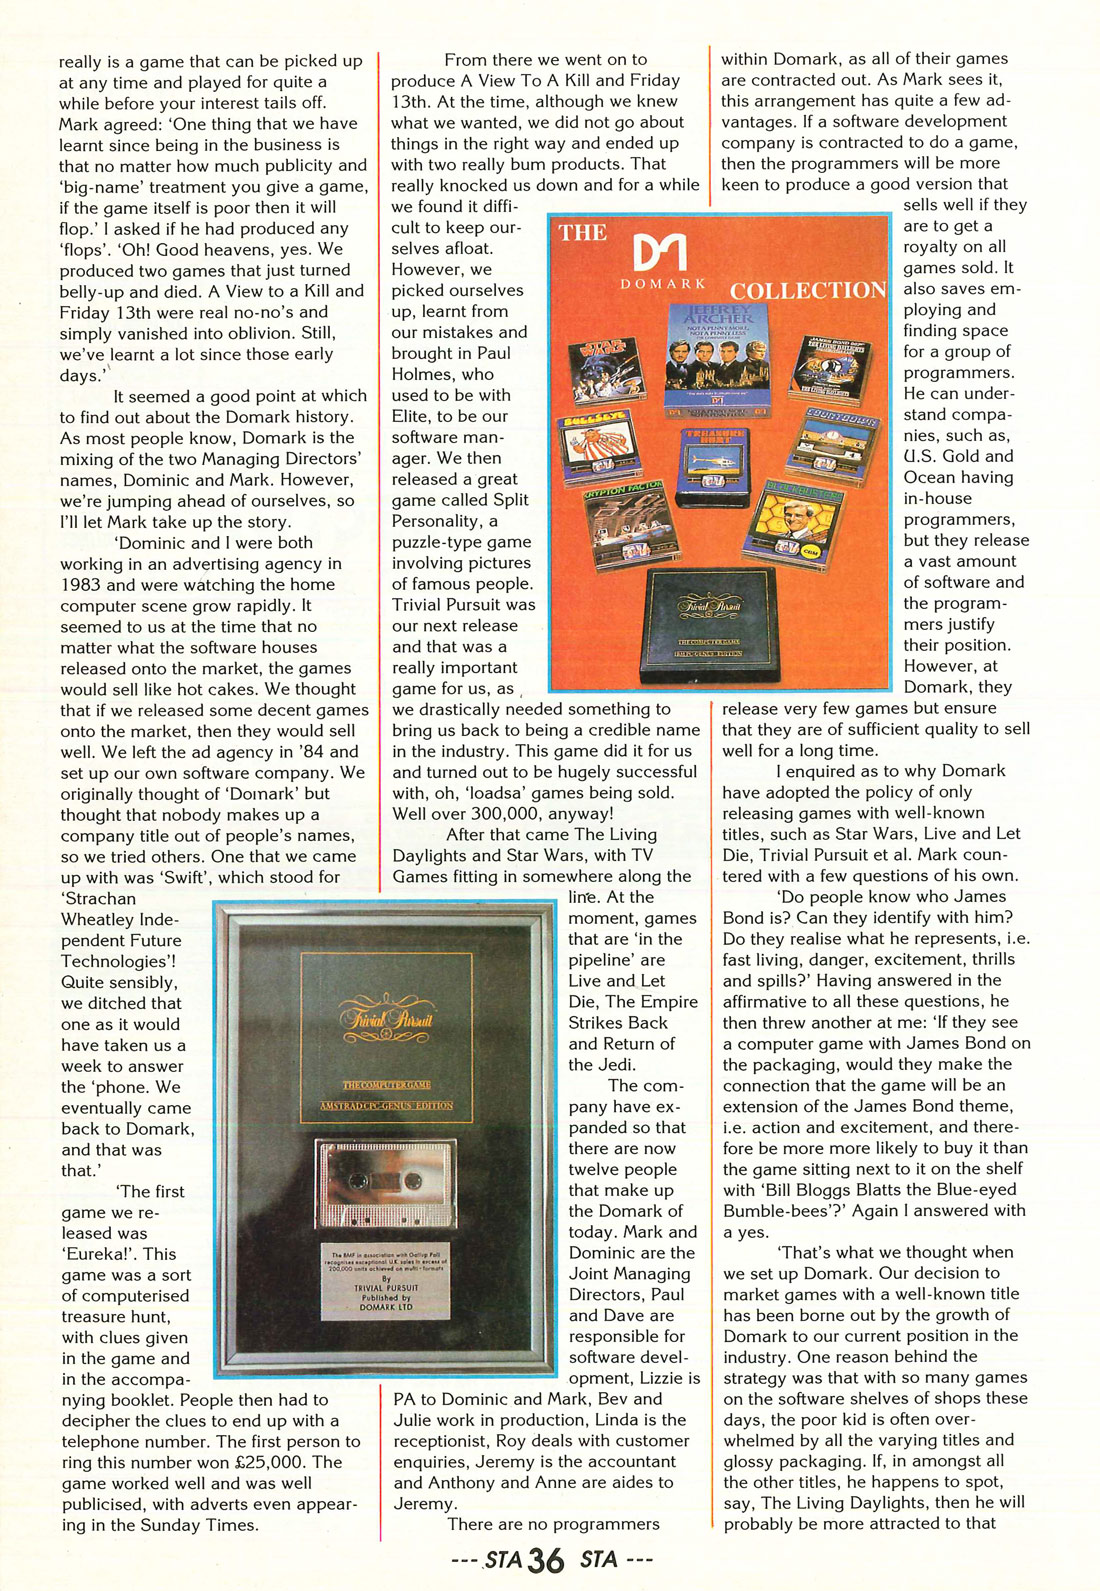 really is a game that can be picked up
at any time and played for quite a
while before your interest tails off.
Mark agreed: ‘One thing that we have
learnt since being in the business is
that no matter how much publicity and
‘big-name’ treatment you give a game,
if the game itself is poor then it will
flop.’ I asked if he had produced any
‘flops’. ‘Oh! Good heavens, yes. We
produced two games that just turned
belly-up and died. A View to a Kill and
Friday 13th were real no-no’s and
simply vanished into oblivion. Still,
we’ve learnt a lot since those early
days.’
It seemed a good point at which
to find out about the Domark history.
As most people know, Domark is the
mixing of the two Managing Directors’
names, Dominic and Mark. However,
we’re jumping ahead of ourselves, so
I’ll let Mark take up the story.
‘Dominic and I were both
working in an advertising agency in
1983 and were watching the home
computer scene grow rapidly. It
seemed to us at the time that no
matter what the software houses
released onto the market, the games
would sell like hot cakes. We thought
that if we released some decent games
onto the market, then they would sell
well. We left the ad agency in ’84 and
set up our own software company. We
originally thought of ‘Domark’ but
thought that nobody makes up a
company title out of people’s names,
so we tried others. One that we came
up with was ‘Swift’, which stood for
‘Strachan
Wheatley Inde-
pendent Future
Technologies’!
Quite sensibly,
we ditched that
one as it would
have taken us a
week to answer
the ‘phone. We
eventually came
back to Domark,
and that was
that.’
‘The first
game we re-
leased was
‘Eureka!’. This
game was a sort
of computerised
treasure hunt,
with clues given
in the game and
in the accompa-
nying booklet. People then had to
decipher the clues to end up with a
telephone number. The first person to
ring this number won £25,000. The
game worked well and was well
publicised, with adverts even appear-
ing in the Sunday Times.
From there we went on to
produce A View To A Kill and Friday
13th. At the time, although we knew
what we wanted, we did not go about
things in the right way and ended up
with two really bum products. That
really knocked us down and for a while
we found it diffi-
cult to keep our-
selves afloat.
However, we
picked ourselves
up, learnt from
our mistakes and
brought in Paul
Holmes, who
used to be with
Elite, to be our
software man-
ager. We then
released a great
game called Split
Personality, a
puzzle-type game
involving pictures
of famous people.
Trivial Pursuit was
our next release
and that was a
really important
game for us, as
we drastically needed something to
bring us back to being a credible name
in the industry. This game did it for us
and turned out to be hugely successful
with, oh, ‘loadsa’ games being sold.
Well over 300,000, anyway!
After that came The Living
Daylights and Star Wars, with TV
Games fitting in somewhere along the
line. At the
moment, games
that are ‘in the
pipeline’ are
Live and Let
Die, The Empire
Strikes Back
and Return of
the Jedi.
The com-
pany have ex-
panded so that
there are now
twelve people
that make up
the Domark of
today. Mark and
Dominic are the
Joint Managing
Directors, Paul
and Dave are
responsible for
software devel-
opment, Lizzie is
PA to Dominic and Mark, Bev and
Julie work in production, Linda is the
receptionist, Roy deals with customer
enquiries, Jeremy is the accountant
and Anthony and Anne are aides to
Jeremy.
There are no programmers
within Domark, as all of their games
are contracted out. As Mark sees it,
this arrangement has quite a few ad-
vantages. If a software development
company is contracted to do a game,
then the programmers will be more
keen to produce a good version that
sells well if they
are to get a
royalty on all
games sold. It
also saves em-
ploying and
finding space
for a group of
programmers.
He can under-
stand compa-
nies, such as,
U.S. Gold and
Ocean having
in-house
programmers,
but they release
a vast amount
of software and
the program-
mers justify
their position.
However, at
Domark, they
release very few games but ensure
that they are of sufficient quality to sell
well for a long time.
I enquired as to why Domark
have adopted the policy of only
releasing games with well-known
titles, such as Star Wars, Live and Let
Die, Trivial Pursuit et al. Mark coun-
tered with a few questions of his own.
‘Do people know who James
Bond is? Can they identify with him?
Do they realise what he represents, i.e.
fast living, danger, excitement, thrills
and spills?’ Having answered in the
affirmative to all these questions, he
then threw another at me: ‘If they see
a computer game with James Bond on
the packaging, would they make the
connection that the game will be an
extension of the James Bond theme,
i.e. action and excitement, and there-
fore be more more likely to buy it than
the game sitting next to it on the shelf
with ‘Bill Bloggs Blatts the Blue-eyed
Bumble-bees’?’ Again I answered with
a yes.
‘That’s what we thought when
we set up Domark. Our decision to
market games with a well-known title
has been borne out by the growth of
Domark to our current position in the
industry. One reason behind the
strategy was that with so many games
on the software shelves of shops these
days, the poor kid is often over-
whelmed by all the varying titles and
glossy packaging. If, in amongst all
the other titles, he happens to spot,
say, The Living Daylights, then he will
probably be more attracted to that
THE
DOMARK
COLLECTION
JEFFREY
ARCHER
NOT A PENNY MORE,
NOT A PENNY LESS
THE COMPUTER GAME
STAR
WARS
JAMES BOND 007
THE LIVING DAYLIGHTS
BULLSEYE
TREASURE
HUNT
COUNTDOWN
KRYPTON FACTOR
BLOCKBUSTERS
CBM
Trivial Pursuit
THE COMPUTER GAME
IBM PC-GENUS EDITION
Trivial Pursuit
THE COMPUTER GAME
AMSTRAD CPC-GENUS EDITION
The BMF in association with Gallup Poll
recognises exceptional U.K. sales in excess of
200,000 units achieved on multi-formats
By
TRIVIAL PURSUIT
Published by
DOMARK LTD
--- STA 36 STA ---